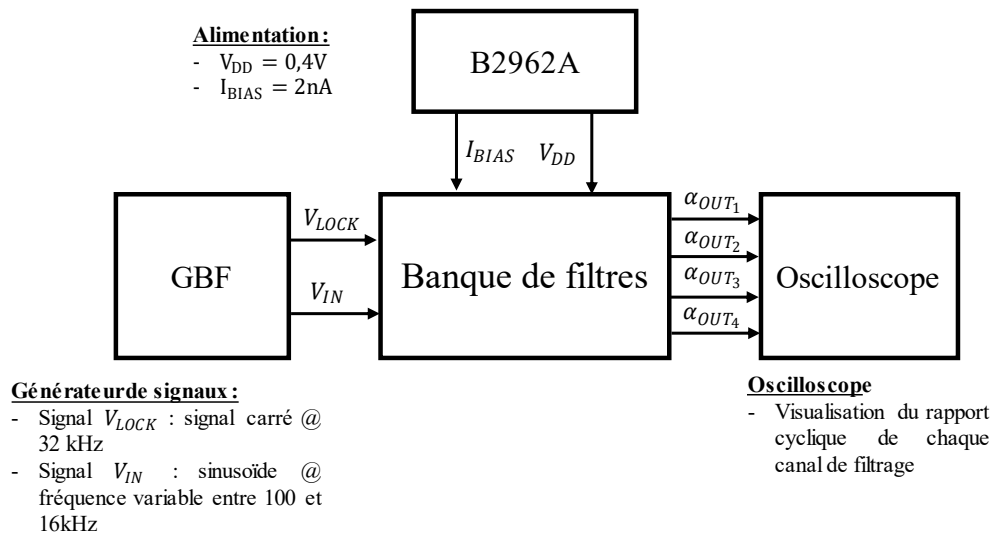 Alimentation :
- V_DD = 0,4V
- I_BIAS = 2nA
B2962A
I_BIAS V_DD
GBF
V_LOCK
V_IN
Banque de filtres
α_OUT₁
α_OUT₂
α_OUT₃
α_OUT₄
Oscilloscope
Générateurde signaux :
- Signal V_LOCK : signal carré @
32 kHz
- Signal V_IN : sinusoïde @
fréquence variable entre 100 et
16kHz
Oscilloscope
- Visualisation du rapport
cyclique de chaque
canal de filtrage